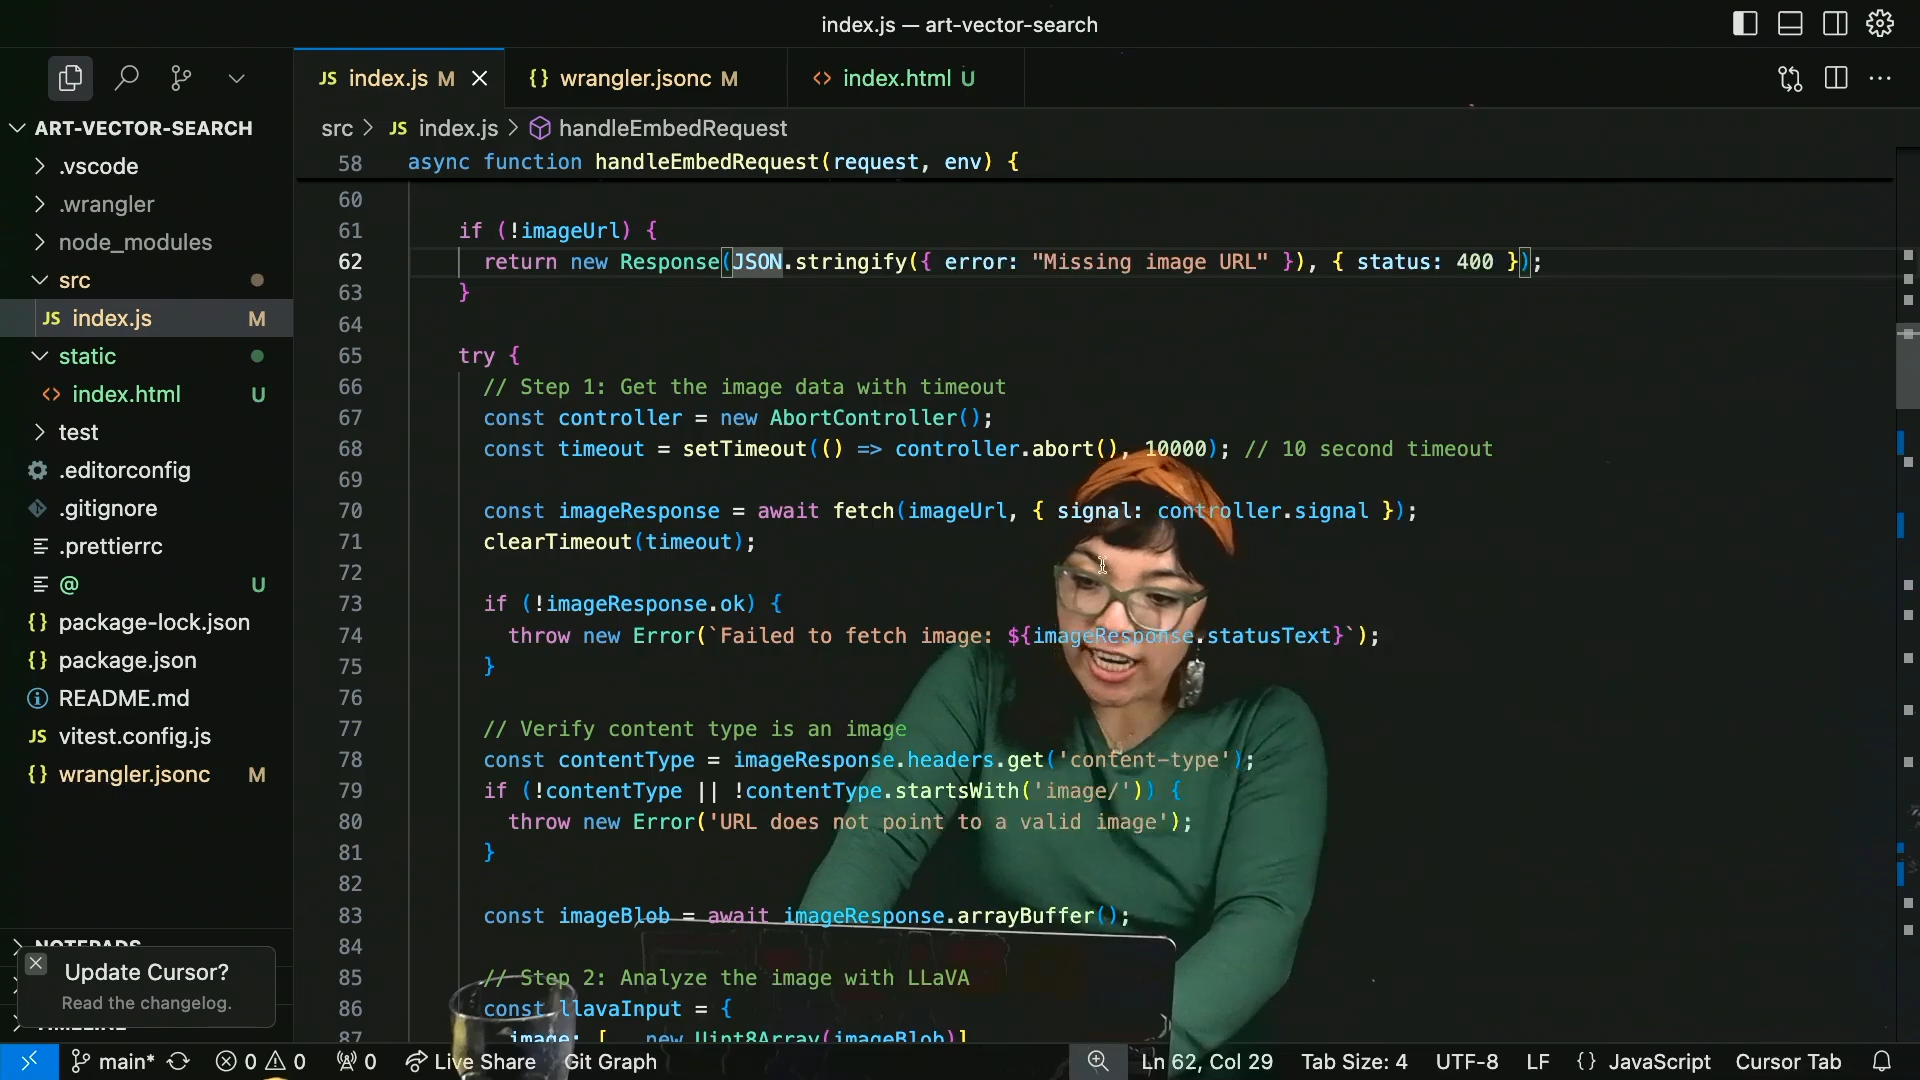 index.js — art-vector-search
JS index.js M
{} wrangler.jsonc M
<> index.html U
ART-VECTOR-SEARCH
src > JS index.js > handleEmbedRequest
.vscode
.wrangler
node_modules
src
JS index.js M
static
<> index.html U
test
.editorconfig
.gitignore
.prettierrc
@ U
{} package-lock.json
{} package.json
README.md
JS vitest.config.js
{} wrangler.jsonc M
NOTEPADS
Update Cursor?
Read the changelog.
TIMELINE
58 async function handleEmbedRequest(request, env) {
60
61 if (!imageUrl) {
62 return new Response(JSON.stringify({ error: "Missing image URL" }), { status: 400 });
63 }
64
65 try {
66 // Step 1: Get the image data with timeout
67 const controller = new AbortController();
68 const timeout = setTimeout(() => controller.abort(), 10000); // 10 second timeout
69
70 const imageResponse = await fetch(imageUrl, { signal: controller.signal });
71 clearTimeout(timeout);
72
73 if (!imageResponse.ok) {
74 throw new Error(`Failed to fetch image: ${imageResponse.statusText}`);
75 }
76
77 // Verify content type is an image
78 const contentType = imageResponse.headers.get('content-type');
79 if (!contentType || !contentType.startsWith('image/')) {
80 throw new Error('URL does not point to a valid image');
81 }
82
83 const imageBlob = await imageResponse.arrayBuffer();
84
85 // Step 2: Analyze the image with LLaVA
86 const llavaInput = {
87 image: [...new Uint8Array(imageBlob)]
main* 0 0 0 Live Share Git Graph Ln 62, Col 29 Tab Size: 4 UTF-8 LF {} JavaScript Cursor Tab